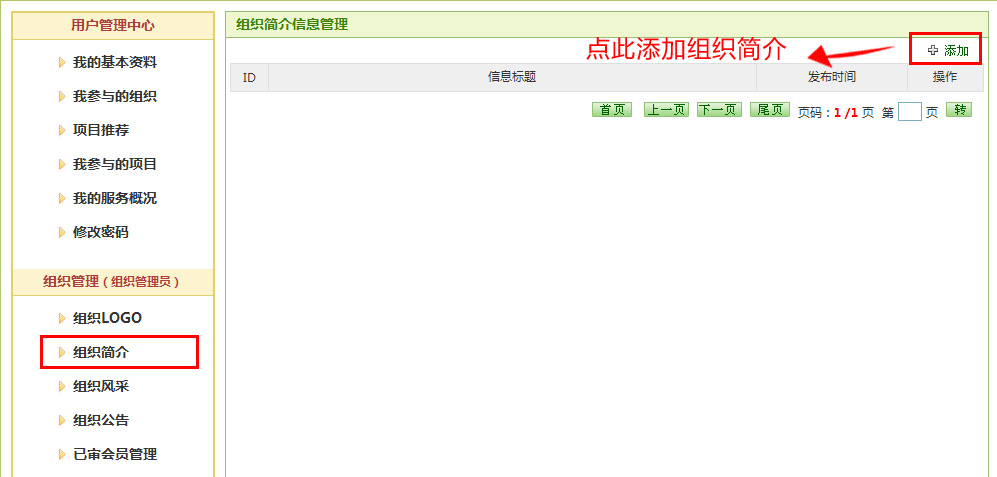 用户管理中心
我的基本资料
我参与的组织
项目推荐
我参与的项目
我的服务概况
修改密码
组织管理（组织管理员）
组织LOGO
组织简介
组织风采
组织公告
已审会员管理
组织简介信息管理
点此添加组织简介
添加
ID 信息标题 发布时间 操作
首页 上一页 下一页 尾页 页码：1 /1 页 第 页 转